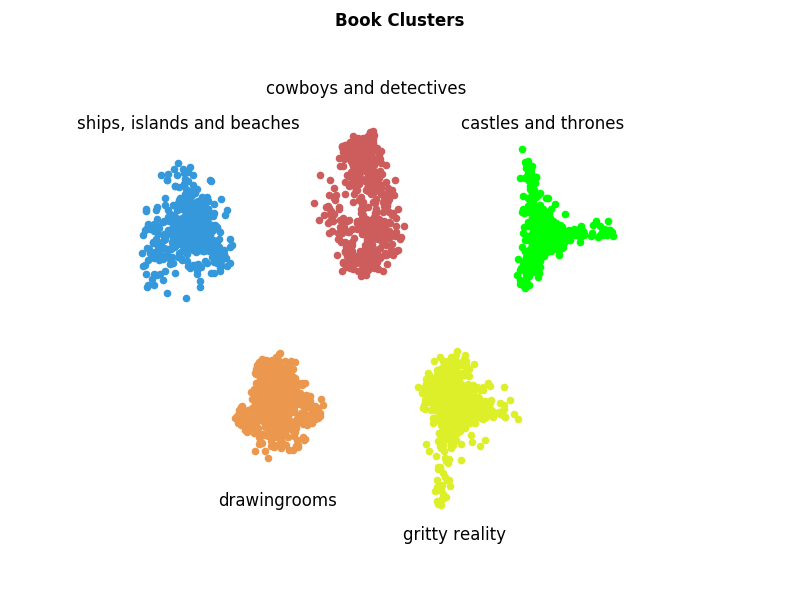 Book Clusters
cowboys and detectives
ships, islands and beaches
castles and thrones
drawingrooms
gritty reality